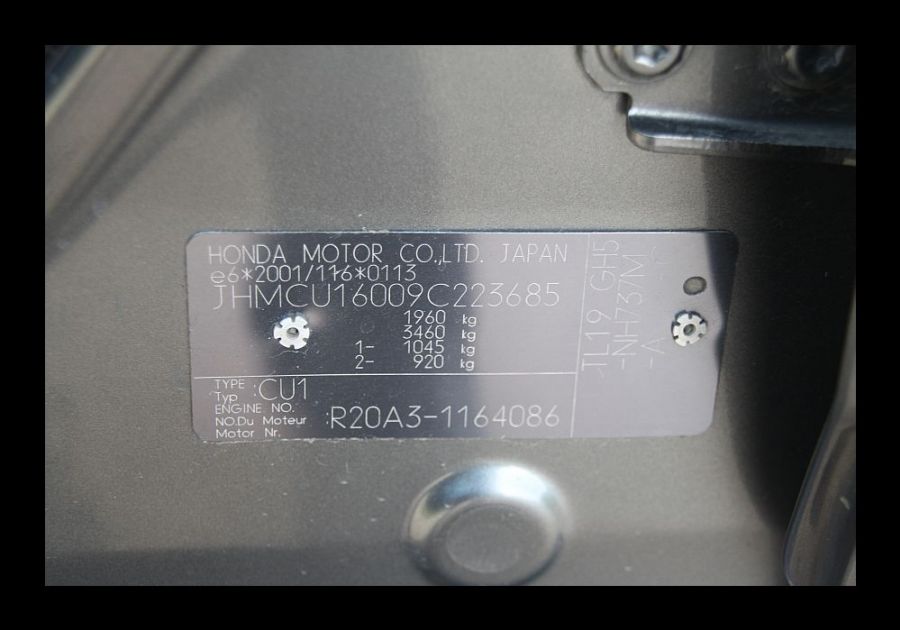 HONDA MOTOR CO.,LTD. JAPAN
e6*2001/116*0113
JHMCU16009C223685
1960 kg
3460 kg
1- 1045 kg
2- 920 kg
TYPE
Typ : CU1
ENGINE NO.
NO.Du Moteur :R20A3-1164086
Motor Nr.
TL19 GH5
-NH737M
-A